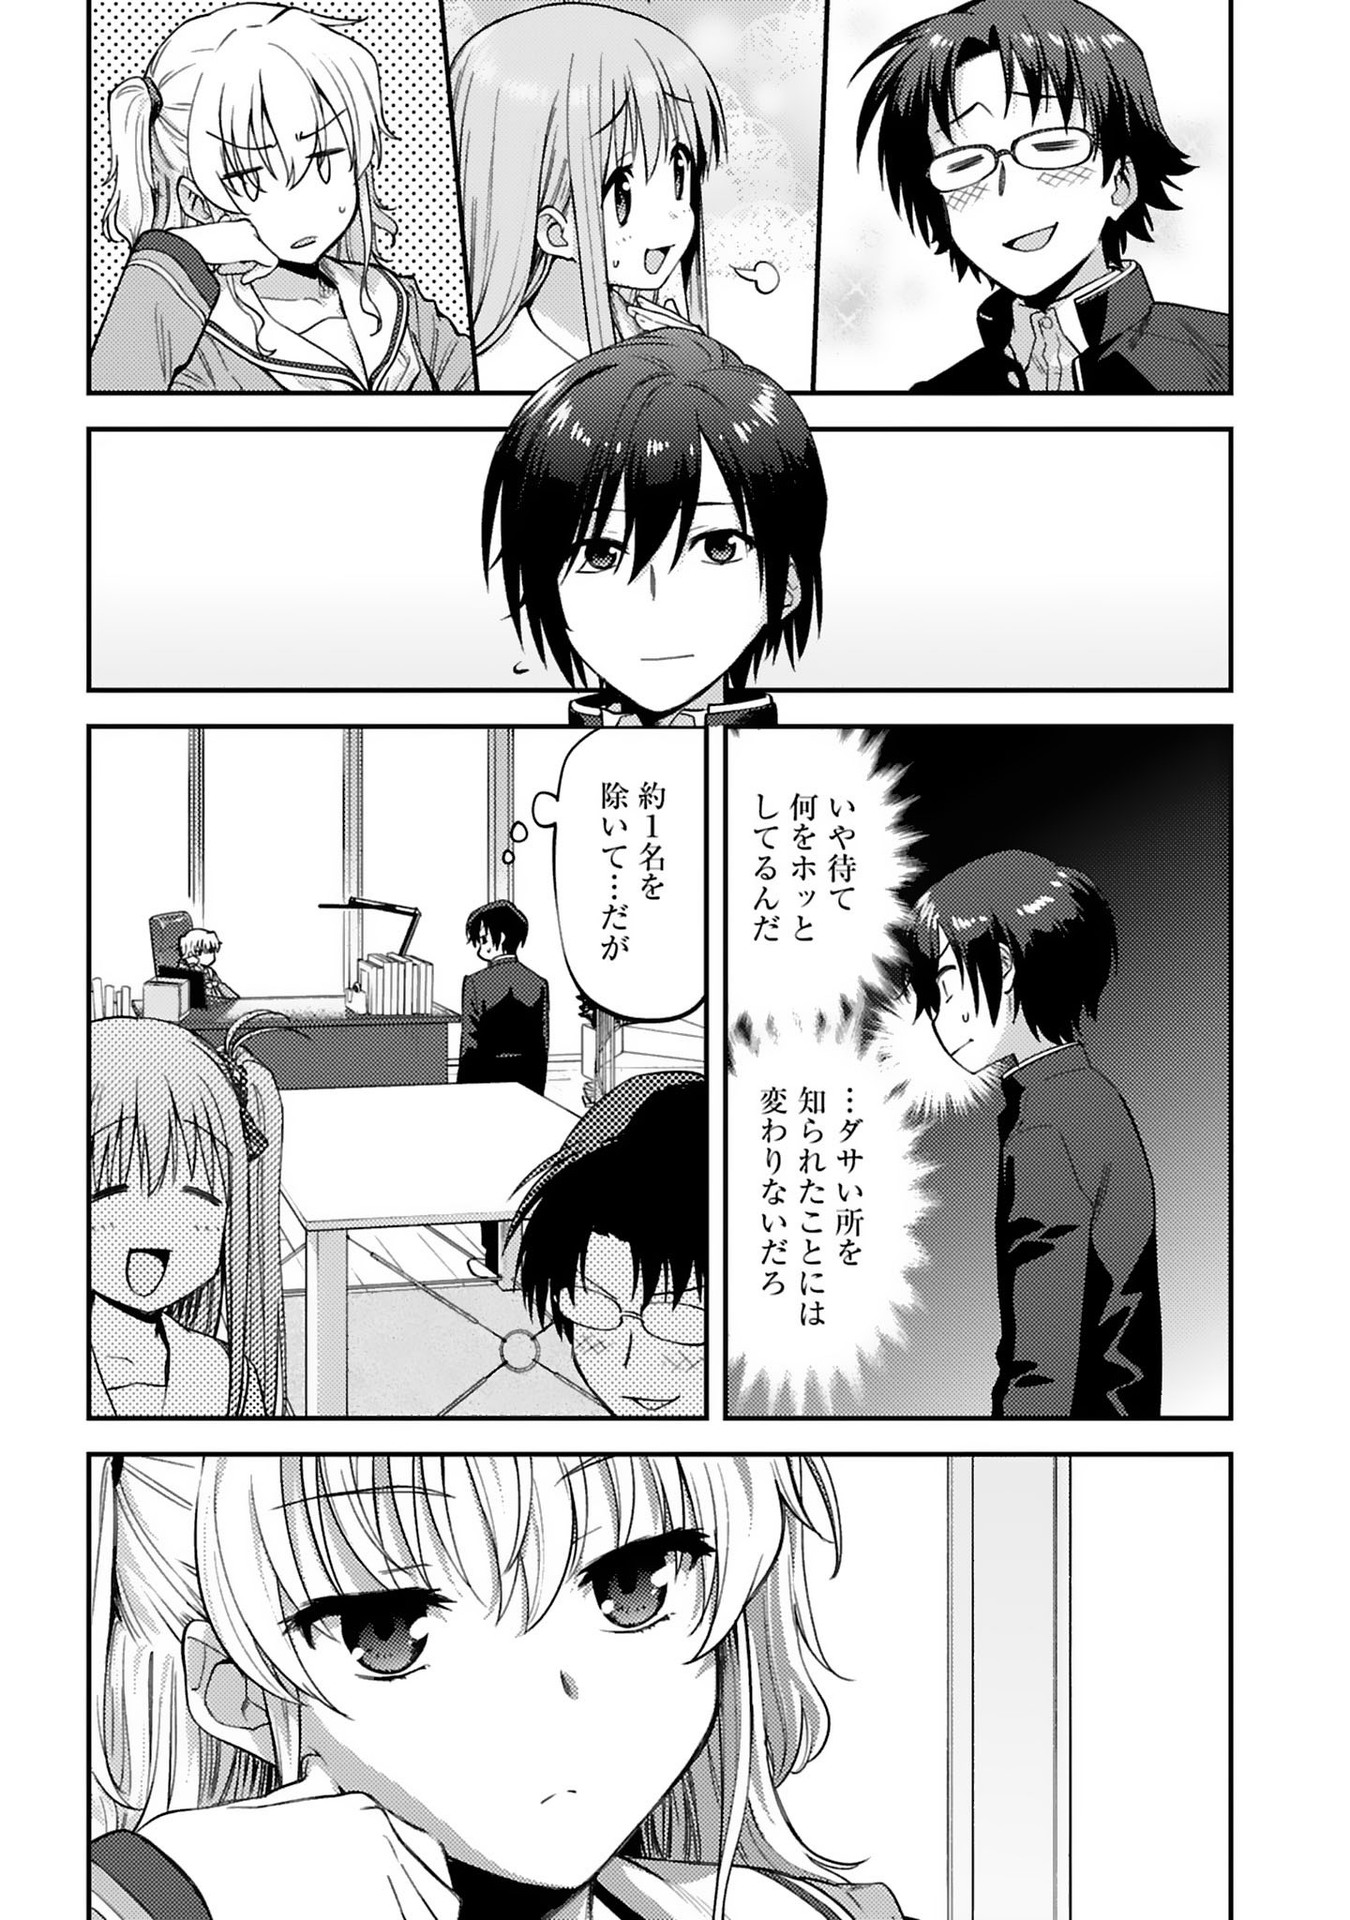 いや待て
何をホッと
してるんだ
…ダサい所を
知られたことには
変わりないだろ
約１名を
除いて…だが